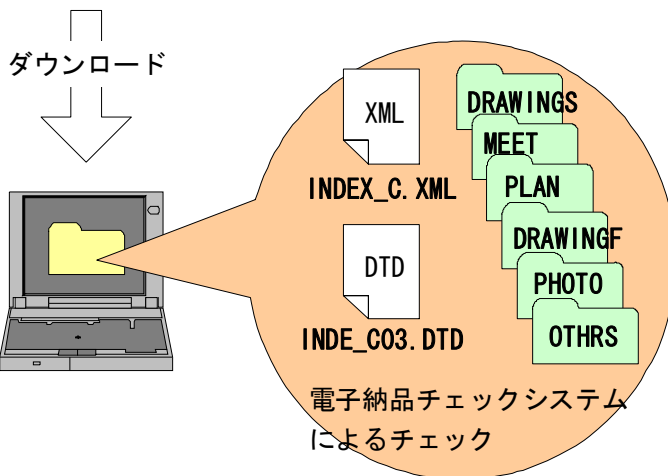 ダウンロード
XML
INDEX_C.XML
DTD
INDE_C03.DTD
DRAWINGS
MEET
PLAN
DRAWINGF
PHOTO
OTHRS
電子納品チェックシステム
によるチェック